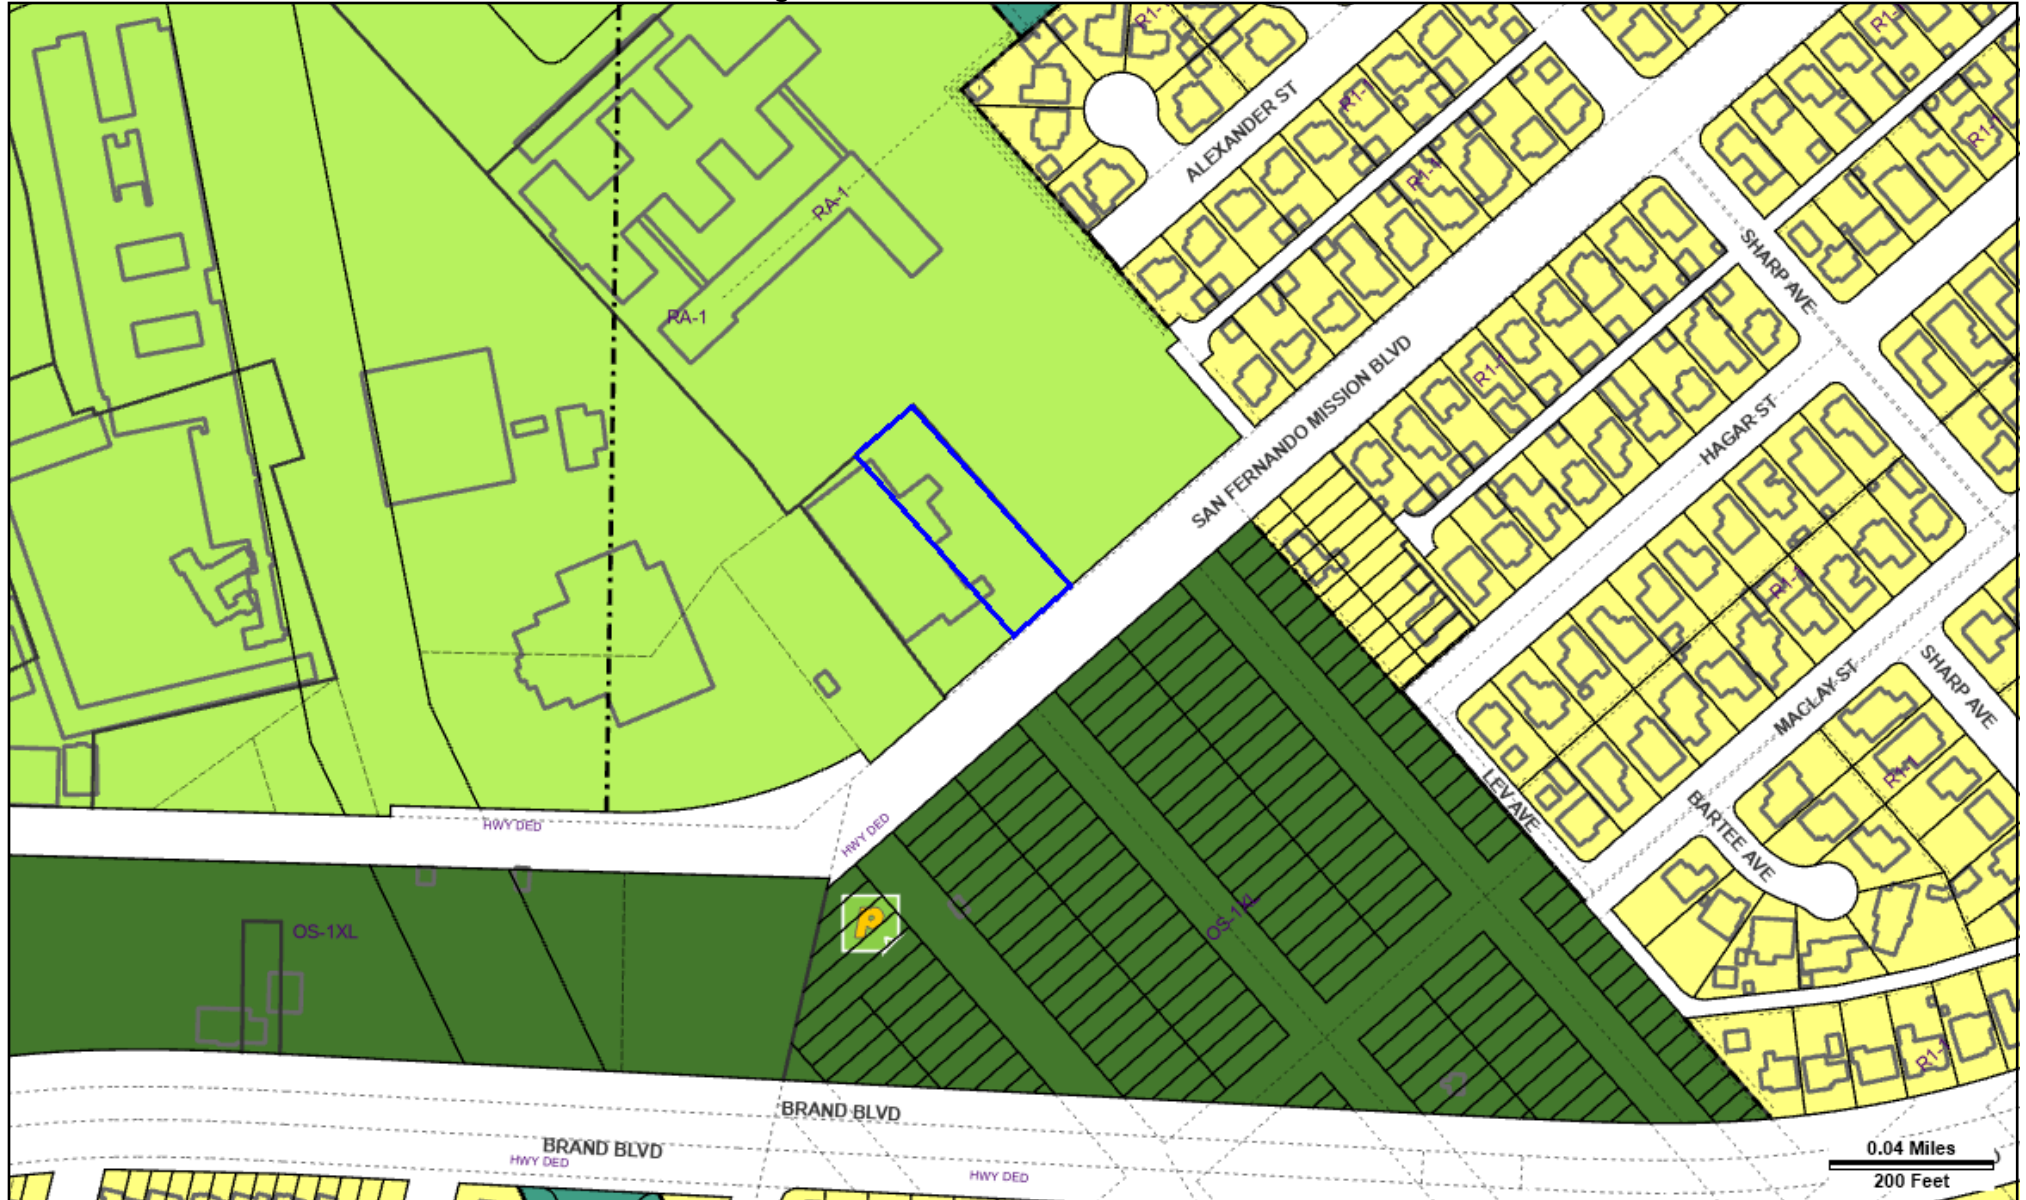 R1-
R1-1
ALEXANDER ST
R1-1
R1-1
R1-1
RA-1
SHARP AVE
RA-1
SAN FERNANDO MISSION BLVD
R1-1
HAGAR ST
R1-1
SHARP AVE
MACLAY ST
R1-1
LEV AVE
BARTEE AVE
HWY DED
HWY DED
P
OS-1XL
OS-1XL
R1-1
BRAND BLVD
BRAND BLVD
HWY DED
HWY DED
0.04 Miles
200 Feet